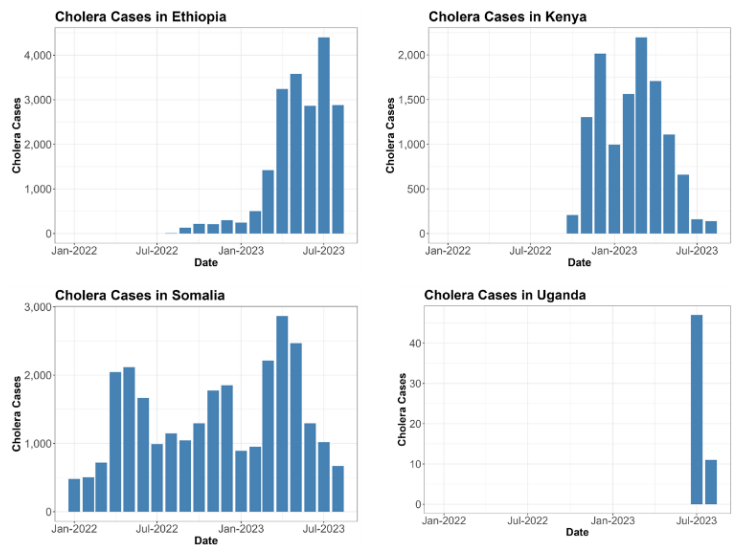 Cholera Cases in Ethiopia
4,000
3,000
2,000
1,000
0
Cholera Cases
Jan-2022 Jul-2022 Jan-2023 Jul-2023
Date
Cholera Cases in Kenya
2,000
1,500
1,000
500
0
Cholera Cases
Jan-2022 Jul-2022 Jan-2023 Jul-2023
Date
Cholera Cases in Somalia
3,000
2,000
1,000
0
Cholera Cases
Jan-2022 Jul-2022 Jan-2023 Jul-2023
Date
Cholera Cases in Uganda
40
30
20
10
0
Cholera Cases
Jan-2022 Jul-2022 Jan-2023 Jul-2023
Date